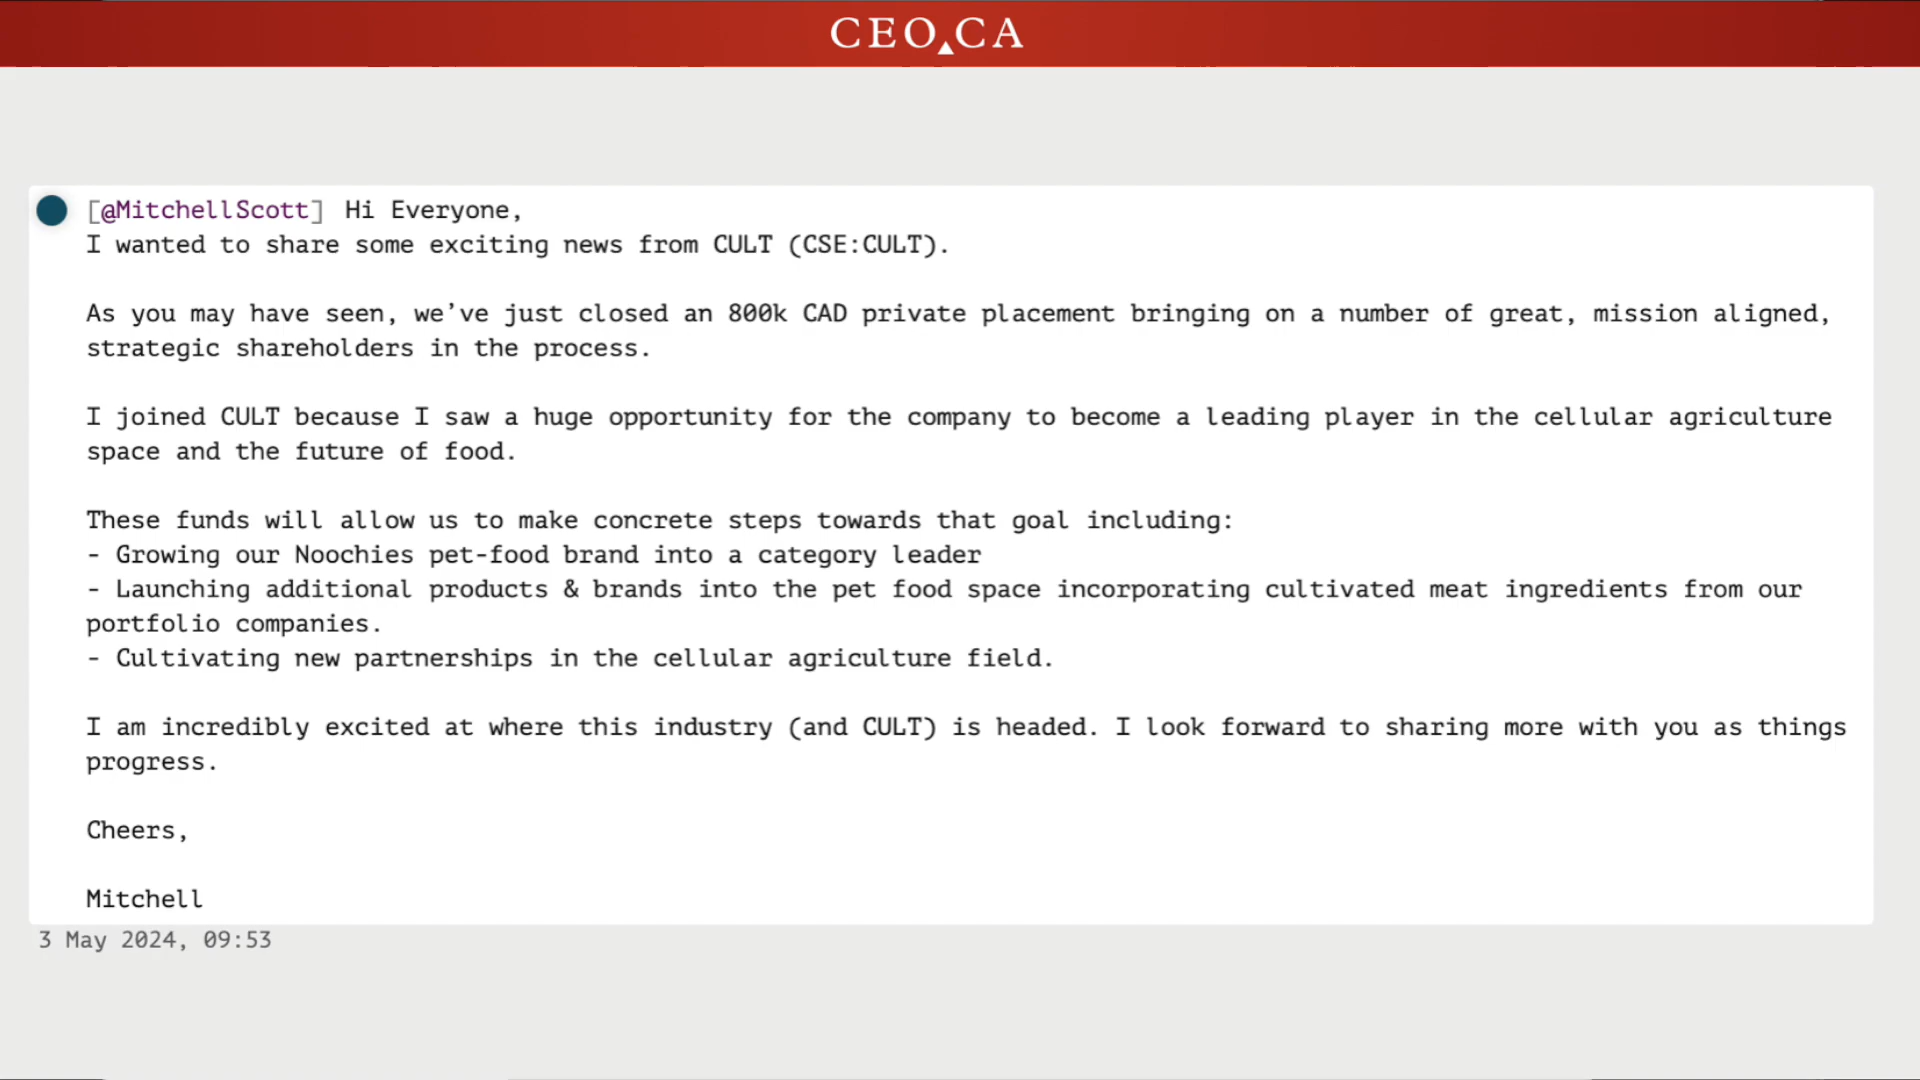 CEO.CA
[@MitchellScott] Hi Everyone,
I wanted to share some exciting news from CULT (CSE:CULT).
As you may have seen, we’ve just closed an 800k CAD private placement bringing on a number of great, mission aligned,
strategic shareholders in the process.
I joined CULT because I saw a huge opportunity for the company to become a leading player in the cellular agriculture
space and the future of food.
These funds will allow us to make concrete steps towards that goal including:
- Growing our Noochies pet-food brand into a category leader
- Launching additional products & brands into the pet food space incorporating cultivated meat ingredients from our
portfolio companies.
- Cultivating new partnerships in the cellular agriculture field.
I am incredibly excited at where this industry (and CULT) is headed. I look forward to sharing more with you as things
progress.
Cheers,
Mitchell
3 May 2024, 09:53